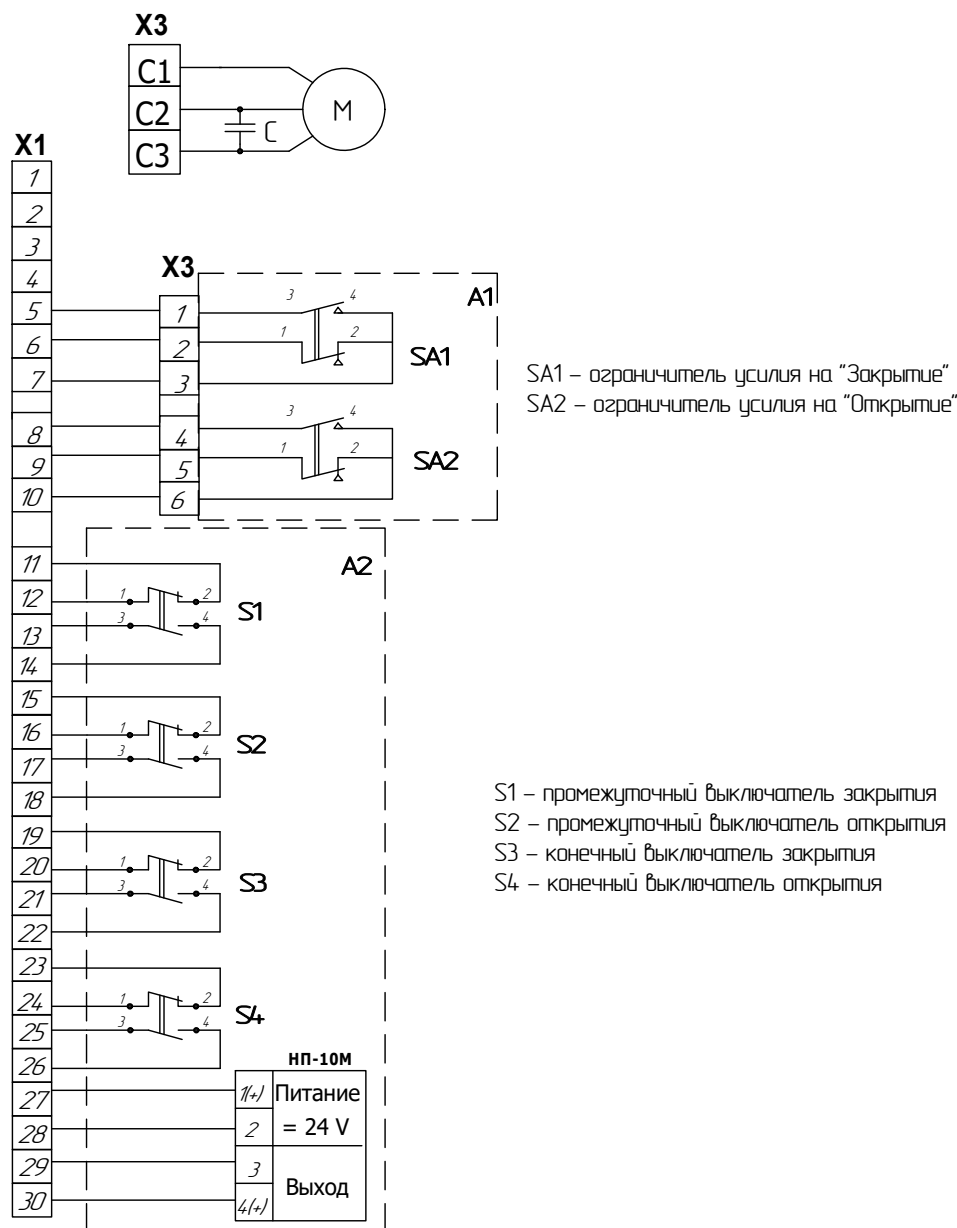 X3
C1
C2
C3
C
M
X1
1
2
3
4
5
6
7
8
9
10
11
12
13
14
15
16
17
18
19
20
21
22
23
24
25
26
27
28
29
30
X3
1
2
3
4
5
6
A1
3 4
1 2
SA1
3 4
1 2
SA2
SA1 – ограничитель усилия на "Закрытие"
SA2 – ограничитель усилия на "Открытие"
A2
1 2
3 4
S1
1 2
3 4
S2
1 2
3 4
S3
1 2
3 4
S4
S1 – промежуточный выключатель закрытия
S2 – промежуточный выключатель открытия
S3 – конечный выключатель закрытия
S4 – конечный выключатель открытия
НП-10М
1(+) Питание
2 = 24 V
3 Выход
4(+)